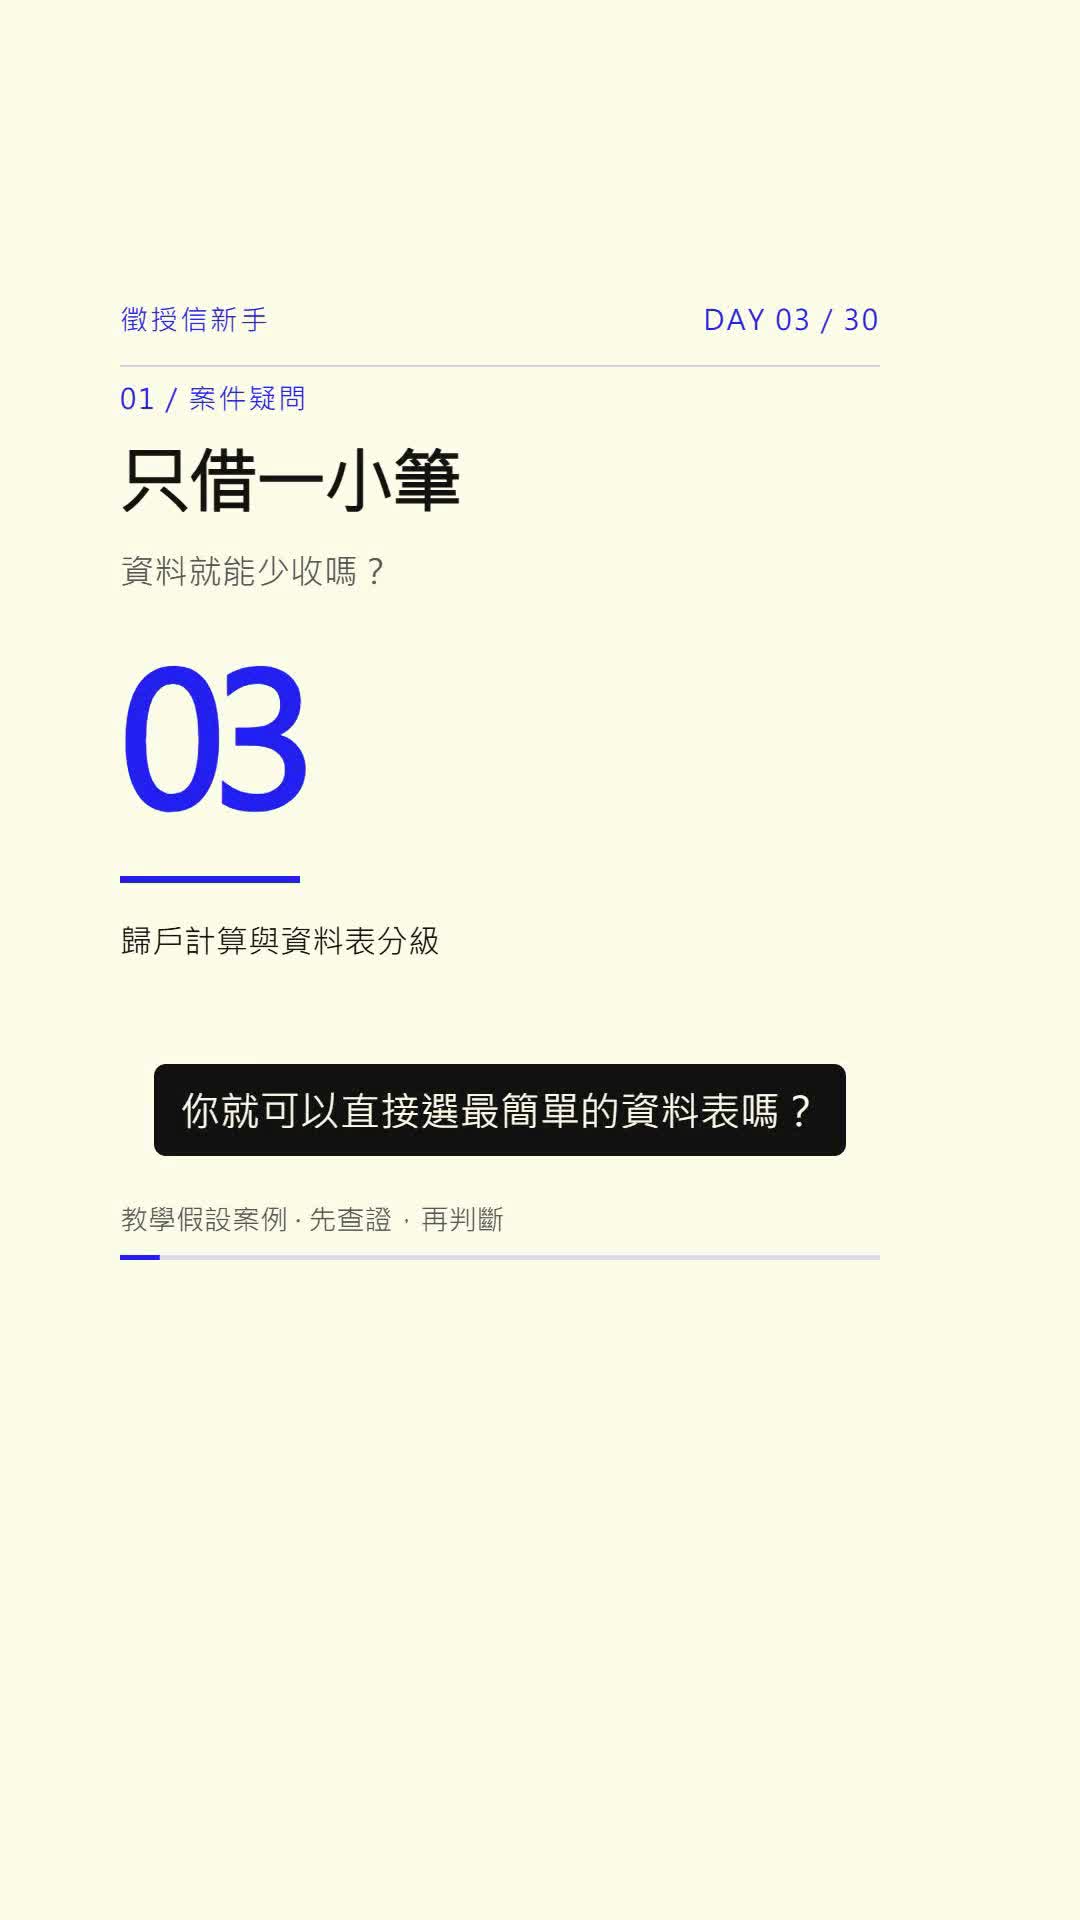 徵授信新手
DAY 03 / 30
01 / 案件疑問
只借一小筆
資料就能少收嗎？
03
歸戶計算與資料表分級
你就可以直接選最簡單的資料表嗎？
教學假設案例 · 先查證 · 再判斷